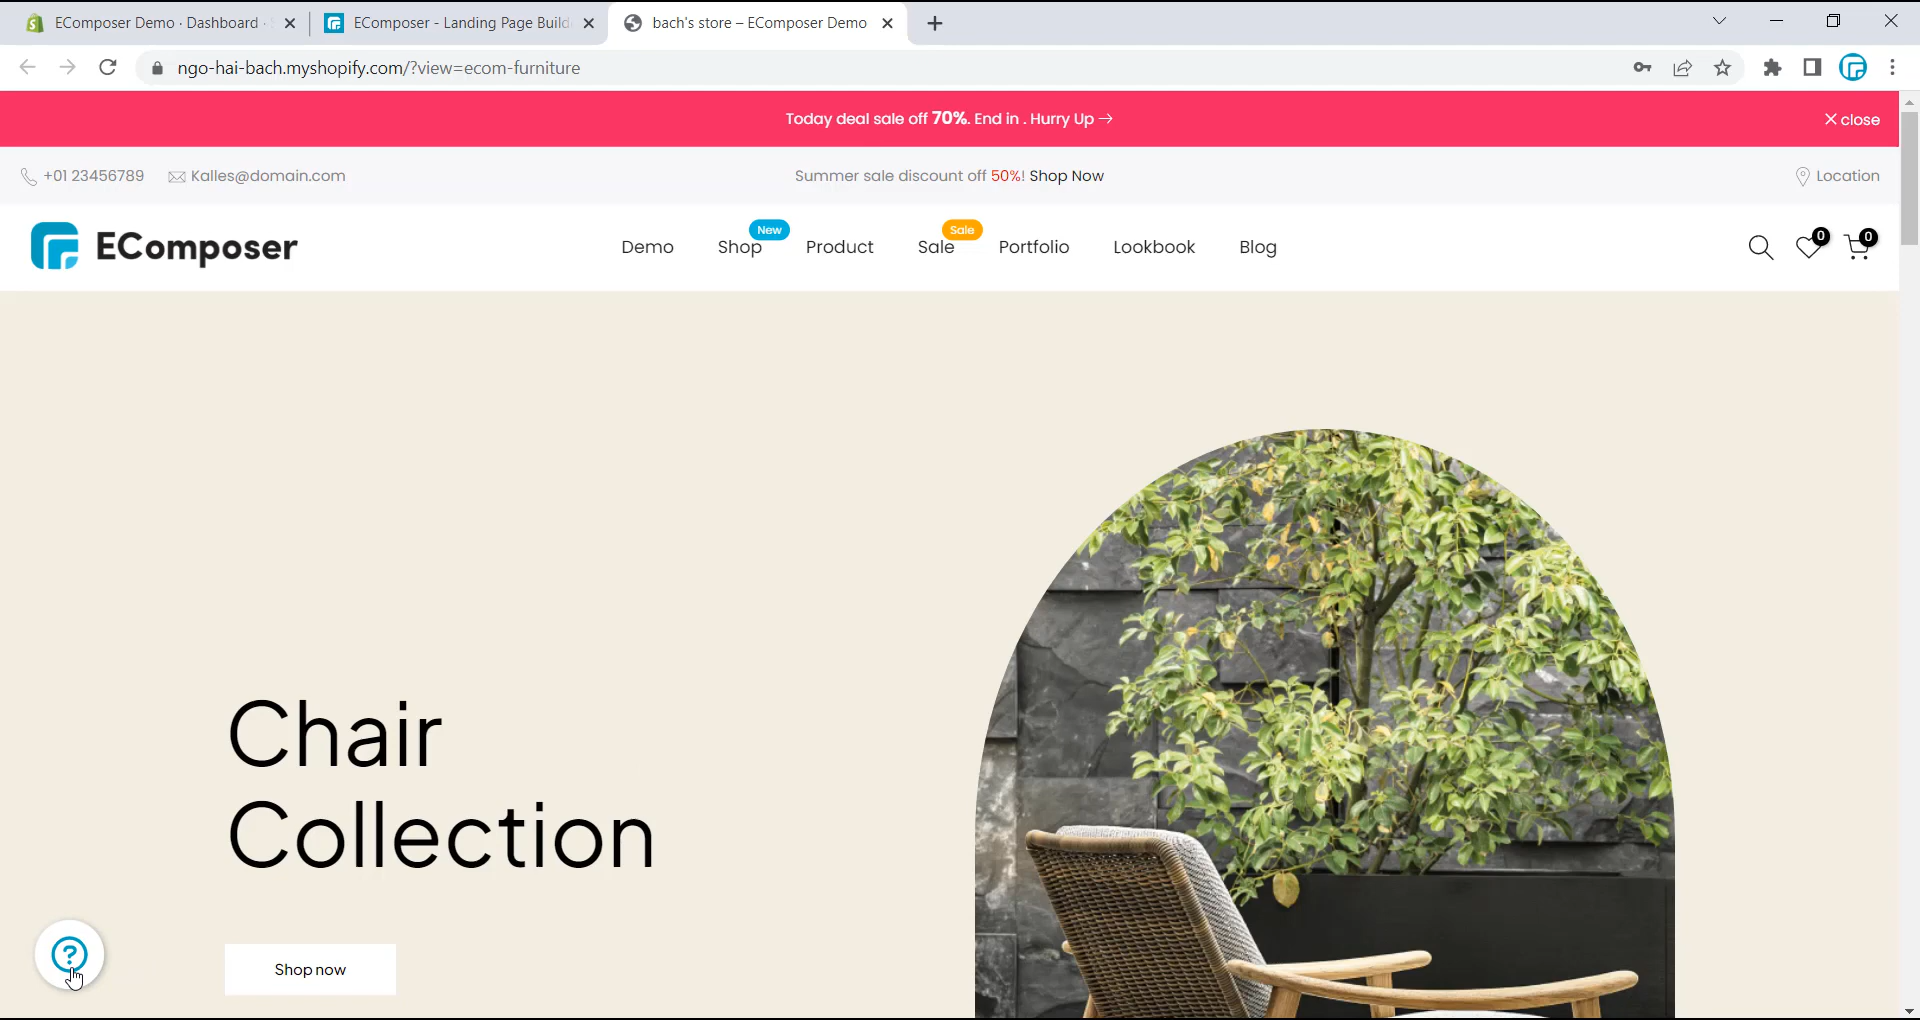 EComposer Demo · Dashboard ·
EComposer - Landing Page Build
bach's store – EComposer Demo
ngo-hai-bach.myshopify.com/?view=ecom-furniture
Today deal sale off 70%. End in . Hurry Up →
close
+01 23456789
Kalles@domain.com
Summer sale discount off 50%! Shop Now
Location
EComposer
Demo
Shop
New
Product
Sale
Sale
Portfolio
Lookbook
Blog
0
0
Chair
Collection
Shop now
?